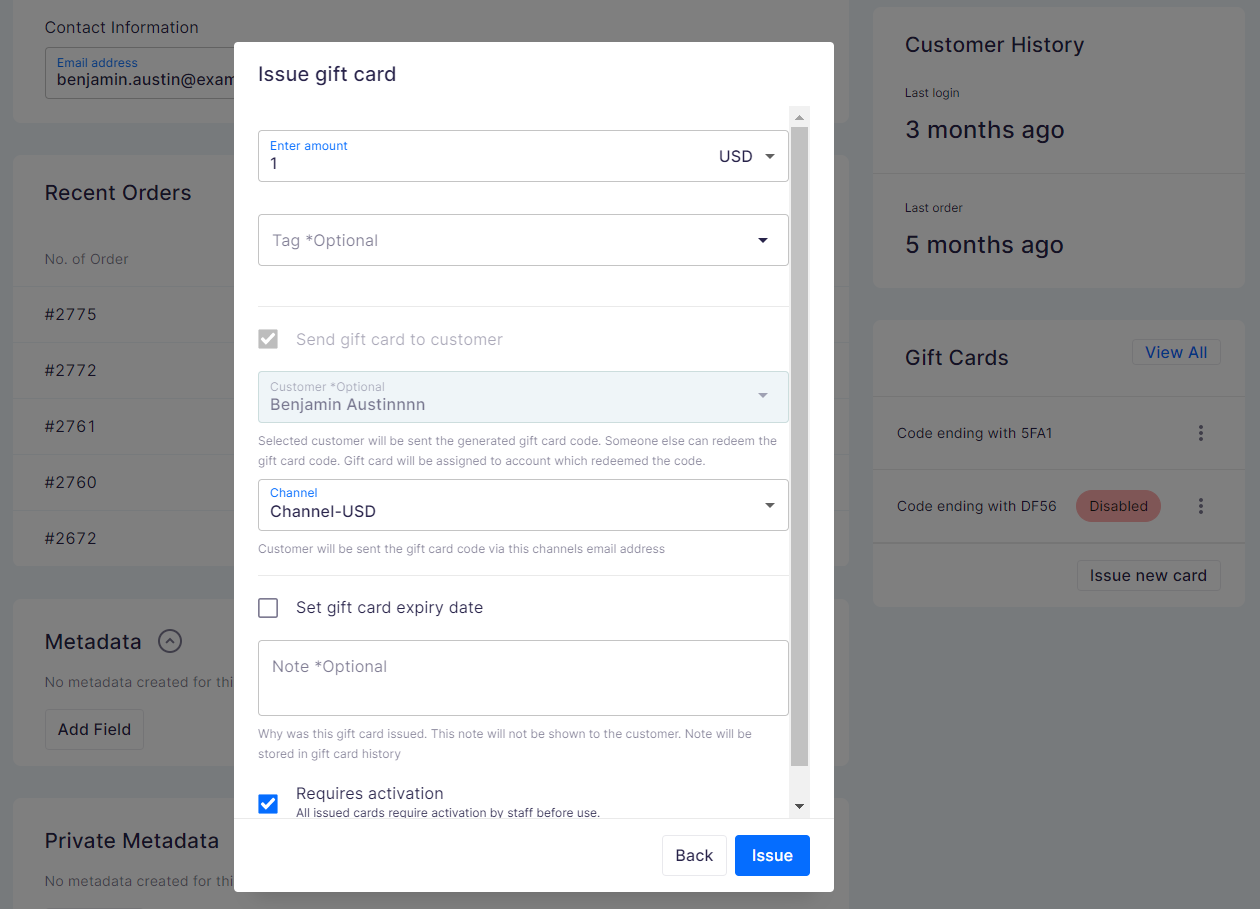 Contact Information
Email address
benjamin.austin@exam
Recent Orders
No. of Order
#2775
#2772
#2761
#2760
#2672
Metadata
No metadata created for thi
Add Field
Private Metadata
No metadata created for thi
Issue gift card
Enter amount
1 USD
Tag *Optional
Send gift card to customer
Customer *Optional
Benjamin Austinnnn
Selected customer will be sent the generated gift card code. Someone else can redeem the
gift card code. Gift card will be assigned to account which redeemed the code.
Channel
Channel-USD
Customer will be sent the gift card code via this channels email address
Set gift card expiry date
Note *Optional
Why was this gift card issued. This note will not be shown to the customer. Note will be
stored in gift card history
Requires activation
All issued cards require activation by staff before use.
Back Issue
Customer History
Last login
3 months ago
Last order
5 months ago
Gift Cards View All
Code ending with 5FA1
Code ending with DF56 Disabled
Issue new card